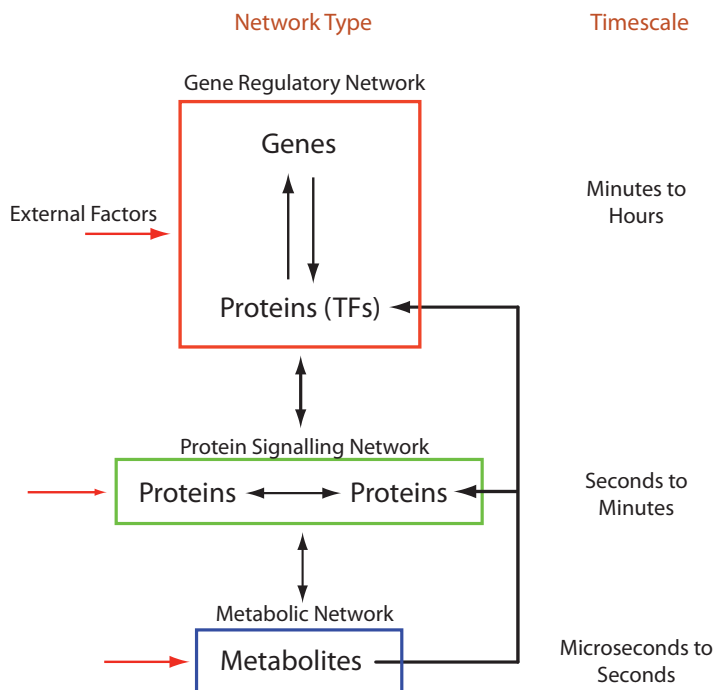 Network Type
Timescale
Gene Regulatory Network
Genes
External Factors
Minutes to
Hours
Proteins (TFs)
Protein Signalling Network
Proteins
Proteins
Seconds to
Minutes
Metabolic Network
Metabolites
Microseconds to
Seconds